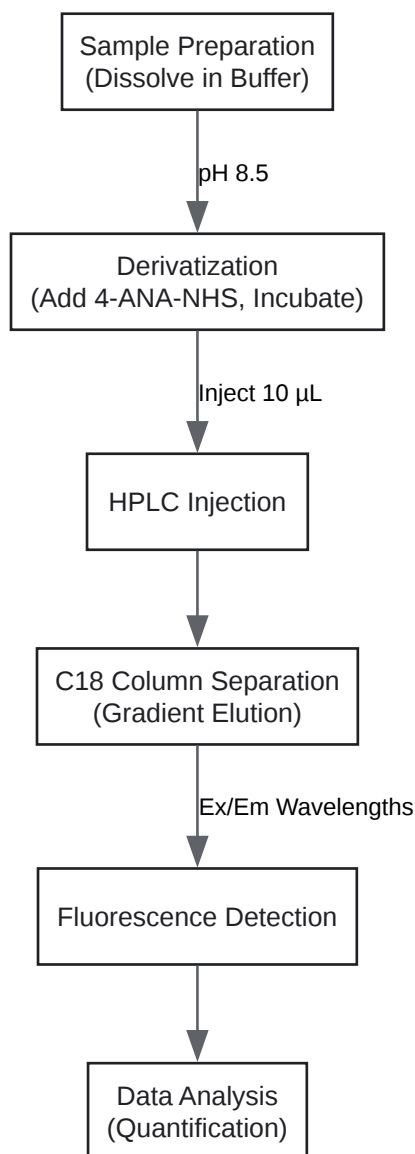 Sample Preparation
(Dissolve in Buffer)
pH 8.5
Derivatization
(Add 4-ANA-NHS, Incubate)
Inject 10 µL
HPLC Injection
C18 Column Separation
(Gradient Elution)
Ex/Em Wavelengths
Fluorescence Detection
Data Analysis
(Quantification)